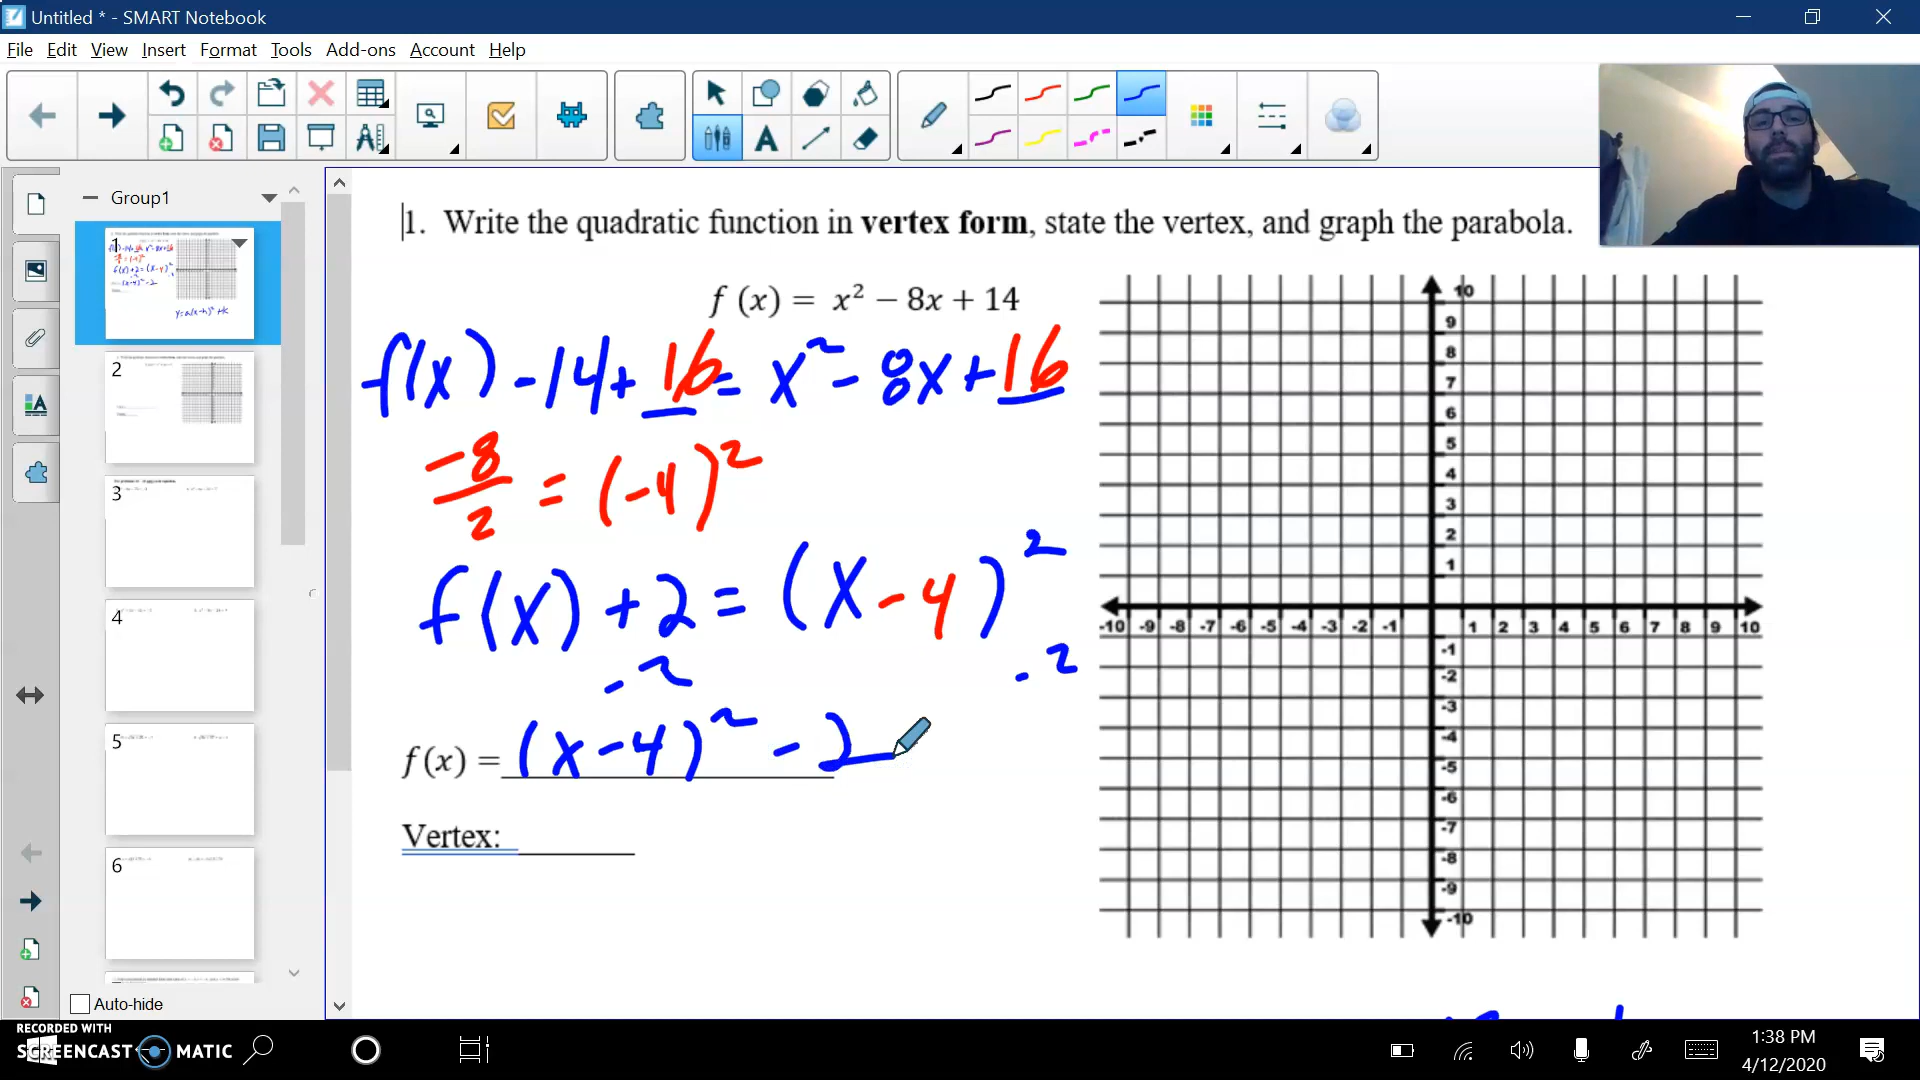 Untitled * - SMART Notebook
File Edit View Insert Format Tools Add-ons Account Help
Group1
1
2
3
4
5
6
Auto-hide
1. Write the quadratic function in vertex form, state the vertex, and graph the parabola.
f (x) = x² − 8x + 14
f(x) - 14 + 16 = x² - 8x + 16
-8/2 = (-4)²
f(x) + 2 = (x - 4)²
-2 -2
f(x) = (x - 4)² - 2
Vertex:
10
9
8
7
6
5
4
3
2
1
-10 -9 -8 -7 -6 -5 -4 -3 -2 -1 1 2 3 4 5 6 7 8 9 10
-1
-2
-3
-4
-5
-6
-7
-8
-9
-10
RECORDED WITH
SCREENCAST MATIC
1:38 PM
4/12/2020